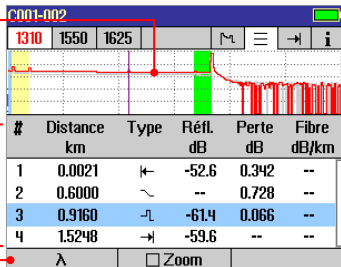 C001-002
1310 1550 1625 i
# Distance Type Réfl. Perte Fibre
km dB dB dB/km
1 0.0021 -52.6 0.342 --
2 0.6000 -- 0.728 --
3 0.9160 -61.4 0.066 --
4 1.5248 -59.6 -- --
λ Zoom